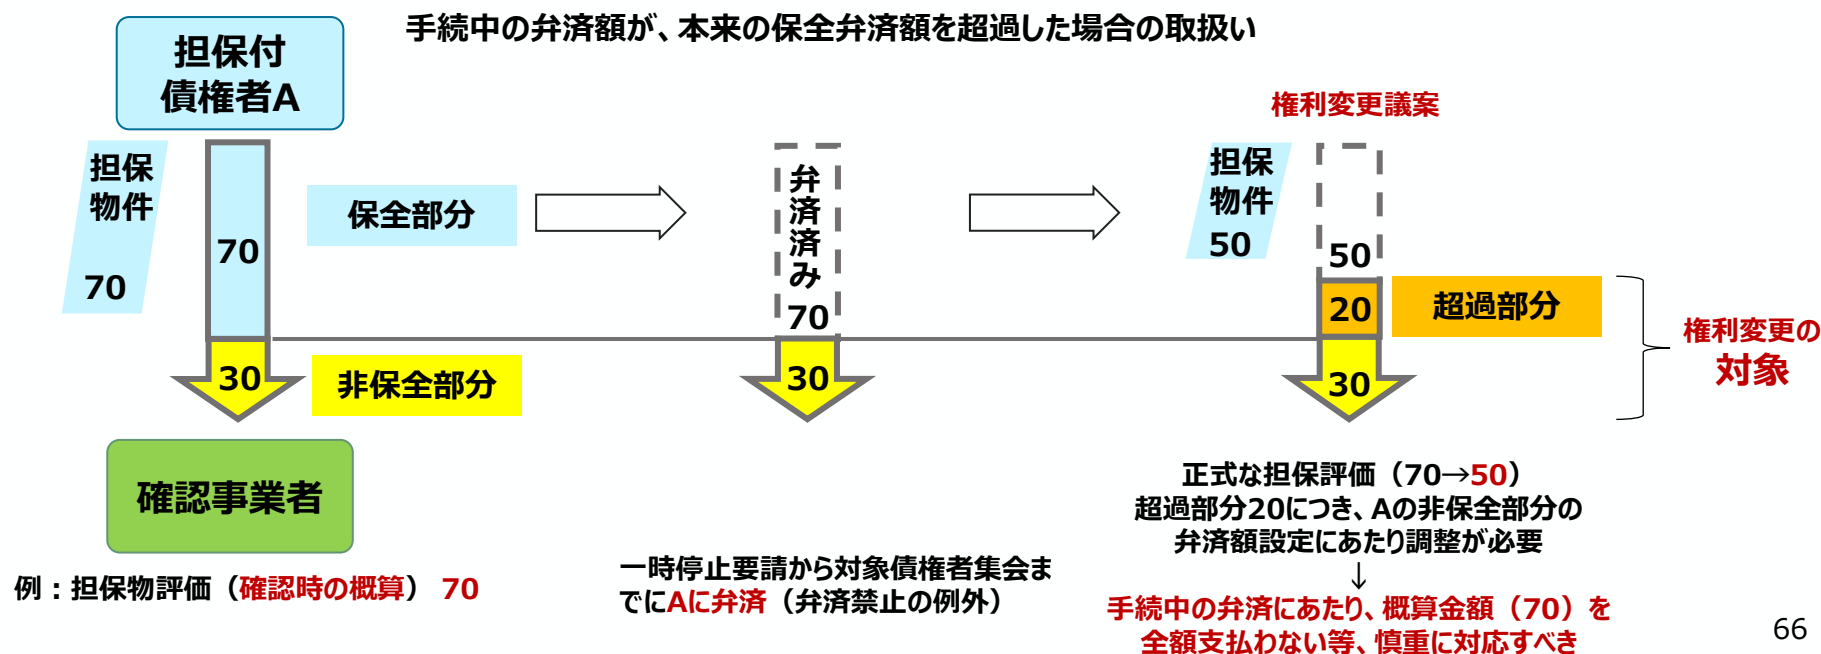 手続中の弁済額が、本来の保全弁済額を超過した場合の取扱い
担保付
債権者A
担保
物件
70
70
保全部分
30
非保全部分
確認事業者
例：担保物評価（確認時の概算） 70
弁済済み
70
30
一時停止要請から対象債権者集会ま
でにAに弁済（弁済禁止の例外）
権利変更議案
担保
物件
50
50
20
超過部分
30
権利変更の
対象
正式な担保評価（70→50）
超過部分20につき、Aの非保全部分の
弁済額設定にあたり調整が必要
↓
手続中の弁済にあたり、概算金額（70）を
全額支払わない等、慎重に対応すべき
66